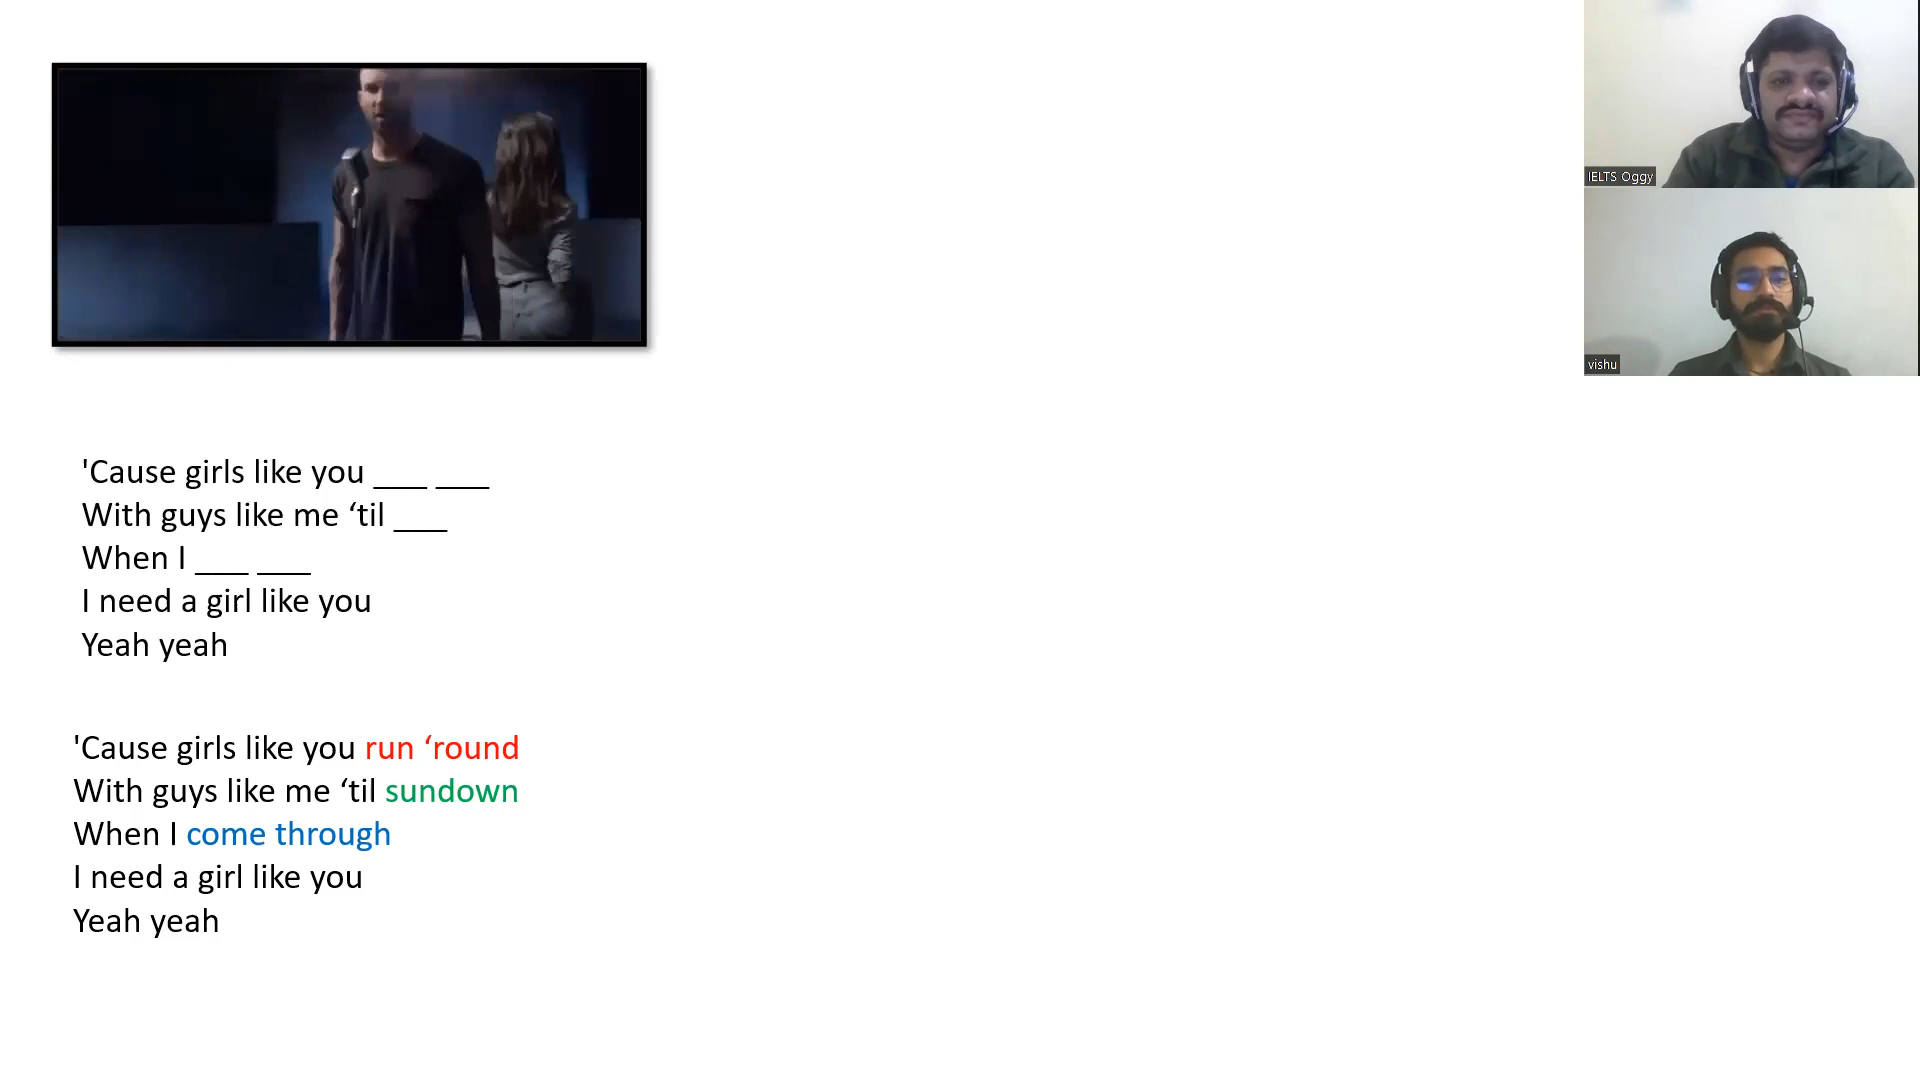 'Cause girls like you ___ ___
With guys like me ‘til ___
When I ___ ___
I need a girl like you
Yeah yeah
'Cause girls like you run ‘round
With guys like me ‘til sundown
When I come through
I need a girl like you
Yeah yeah
IELTS Oggy
vishu